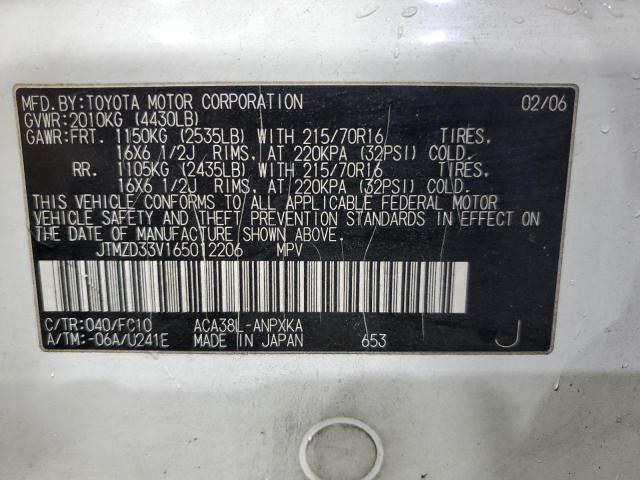 MFD. BY: TOYOTA MOTOR CORPORATION 02/06
GVWR: 2010KG (4430LB)
GAWR: FRT. 1150KG (2535LB) WITH 215/70R16 TIRES,
16X6 1/2J RIMS, AT 220KPA (32PSI) COLD.
RR. 1105KG (2435LB) WITH 215/70R16 TIRES,
16X6 1/2J RIMS, AT 220KPA (32PSI) COLD.
THIS VEHICLE CONFORMS TO ALL APPLICABLE FEDERAL MOTOR
VEHICLE SAFETY AND THEFT PREVENTION STANDARDS IN EFFECT ON
THE DATE OF MANUFACTURE SHOWN ABOVE.
JTMZD33V165012206 MPV
C/TR: 040/FC10 ACA38L-ANPXKA
A/TM: -06A/U241E MADE IN JAPAN 653 J